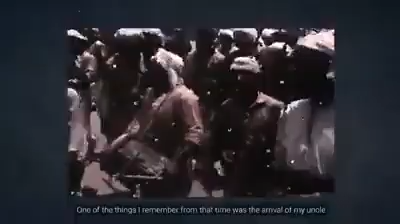 One of the things I remember from that time was the arrival of my uncle